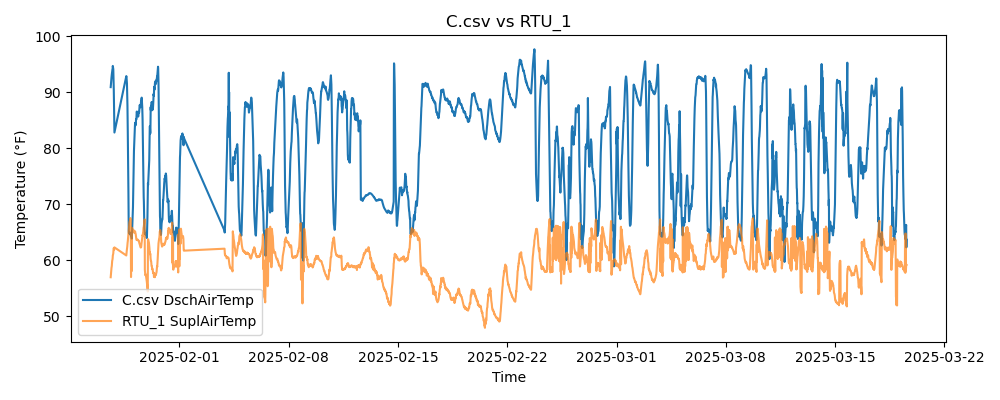 C.csv vs RTU_1
Temperature (°F)
100
90
80
70
60
50
C.csv DschAirTemp
RTU_1 SuplAirTemp
2025-02-01
2025-02-08
2025-02-15
2025-02-22
2025-03-01
2025-03-08
2025-03-15
2025-03-22
Time